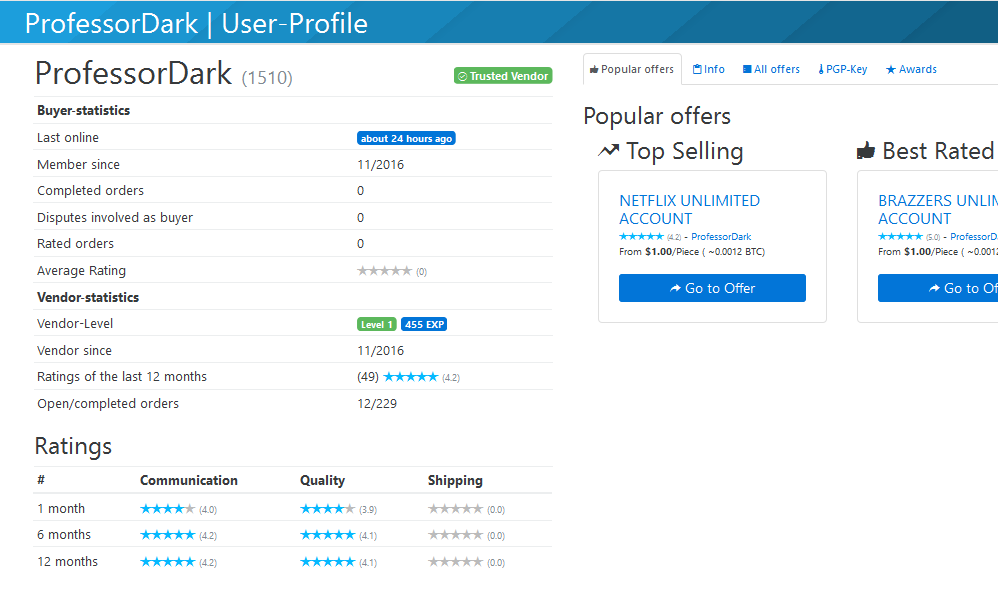 ProfessorDark | User-Profile
ProfessorDark (1510)
Trusted Vendor
Buyer-statistics
Last online about 24 hours ago
Member since 11/2016
Completed orders 0
Disputes involved as buyer 0
Rated orders 0
Average Rating ★★★★★ (0)
Vendor-statistics
Vendor-Level Level 1 455 EXP
Vendor since 11/2016
Ratings of the last 12 months (49) ★★★★★ (4.2)
Open/completed orders 12/229
Ratings
# Communication Quality Shipping
1 month ★★★★★ (4.0) ★★★★★ (3.9) ★★★★★ (0.0)
6 months ★★★★★ (4.2) ★★★★★ (4.1) ★★★★★ (0.0)
12 months ★★★★★ (4.2) ★★★★★ (4.1) ★★★★★ (0.0)
Popular offers Info All offers PGP-Key Awards
Popular offers
Top Selling
NETFLIX UNLIMITED
ACCOUNT
★★★★★ (4.2) - ProfessorDark
From $1.00/Piece ( ~0.0012 BTC)
Go to Offer
Best Rated
BRAZZERS UNLIM
ACCOUNT
★★★★★ (5.0) - ProfessorDa
From $1.00/Piece ( ~0.0012
Go to Of